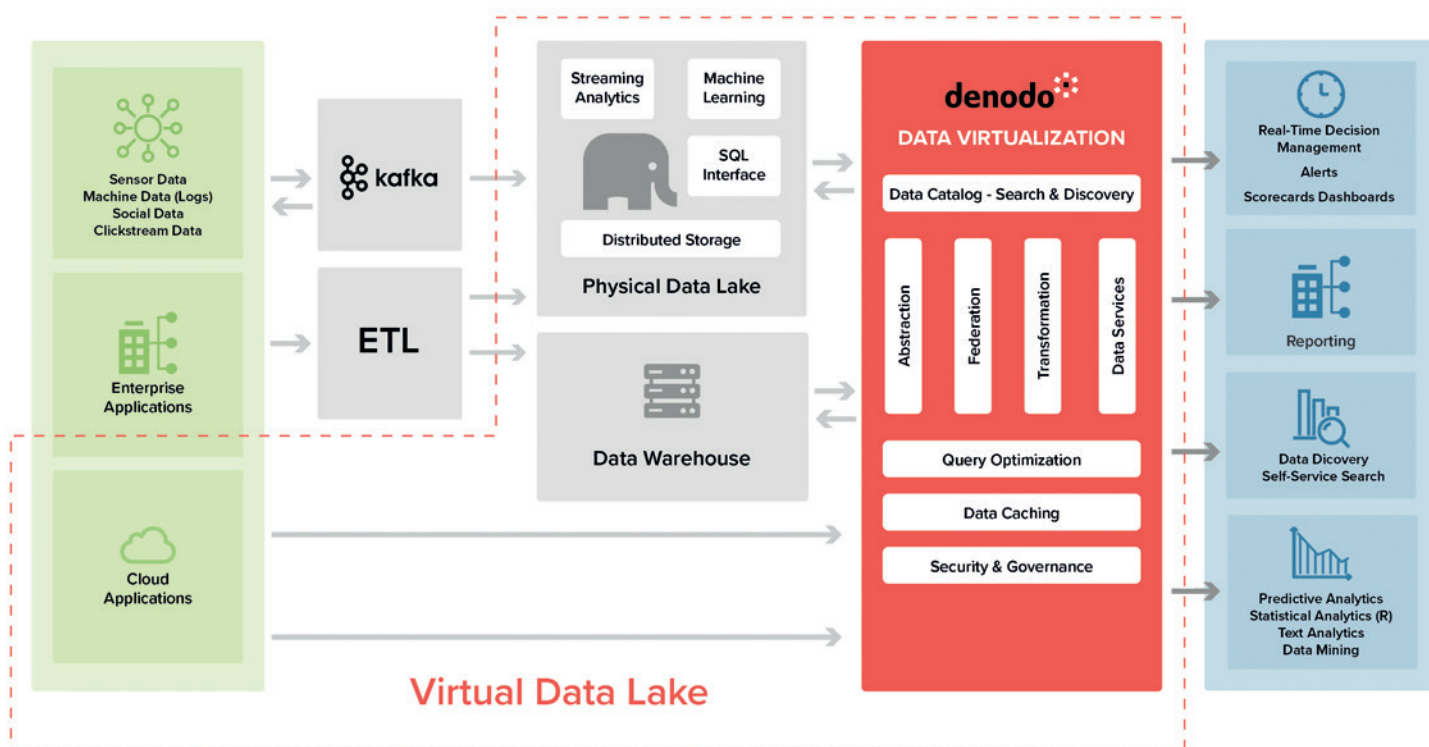 Sensor Data
Machine Data (Logs)
Social Data
Clickstream Data
Enterprise
Applications
Cloud
Applications
kafka
ETL
Streaming
Analytics
Machine
Learning
SQL
Interface
Distributed Storage
Physical Data Lake
Data Warehouse
denodo
DATA VIRTUALIZATION
Data Catalog - Search & Discovery
Abstraction
Federation
Transformation
Data Services
Query Optimization
Data Caching
Security & Governance
Real-Time Decision
Management
Alerts
Scorecards Dashboards
Reporting
Data Dicovery
Self-Service Search
Predictive Analytics
Statistical Analytics (R)
Text Analytics
Data Mining
Virtual Data Lake